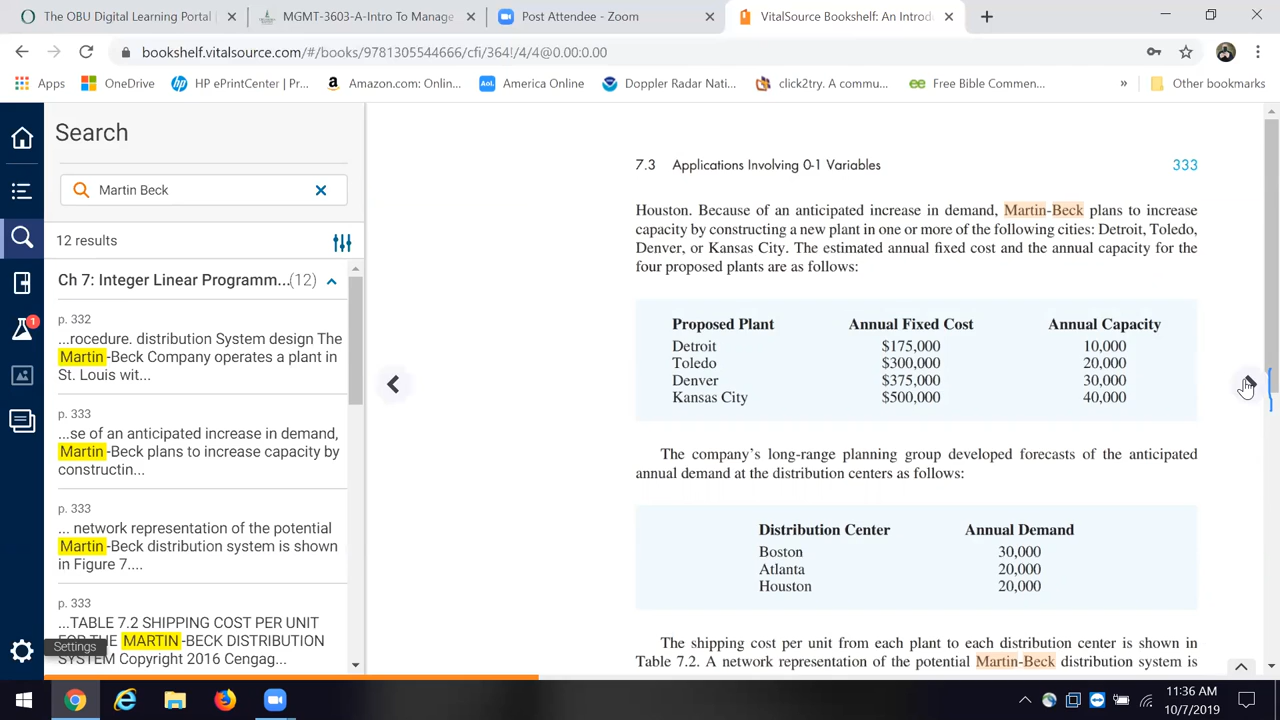 The OBU Digital Learning Portal
MGMT-3603-A-Intro To Manage
Post Attendee - Zoom
VitalSource Bookshelf: An Introd
bookshelf.vitalsource.com/#/books/9781305544666/cfi/364!/4/4@0.00:0.00
Apps
OneDrive
HP ePrintCenter | Pr...
Amazon.com: Onlin...
Aol.
America Online
Doppler Radar Nati...
click2try. A commu...
Free Bible Commen...
»
Other bookmarks
Search
Martin Beck
12 results
Ch 7: Integer Linear Programm... (12)
p. 332
...rocedure. distribution System design The
Martin-Beck Company operates a plant in
St. Louis wit...
p. 333
...se of an anticipated increase in demand,
Martin-Beck plans to increase capacity by
constructin...
p. 333
... network representation of the potential
Martin-Beck distribution system is shown
in Figure 7....
p. 333
...TABLE 7.2 SHIPPING COST PER UNIT
FOR THE MARTIN-BECK DISTRIBUTION
SYSTEM Copyright 2016 Cengag...
1
Settings
7.3 Applications Involving 0-1 Variables 333
Houston. Because of an anticipated increase in demand, Martin-Beck plans to increase
capacity by constructing a new plant in one or more of the following cities: Detroit, Toledo,
Denver, or Kansas City. The estimated annual fixed cost and the annual capacity for the
four proposed plants are as follows:
Proposed Plant Annual Fixed Cost Annual Capacity
Detroit $175,000 10,000
Toledo $300,000 20,000
Denver $375,000 30,000
Kansas City $500,000 40,000
The company's long-range planning group developed forecasts of the anticipated
annual demand at the distribution centers as follows:
Distribution Center Annual Demand
Boston 30,000
Atlanta 20,000
Houston 20,000
The shipping cost per unit from each plant to each distribution center is shown in
Table 7.2. A network representation of the potential Martin-Beck distribution system is
11:36 AM
10/7/2019